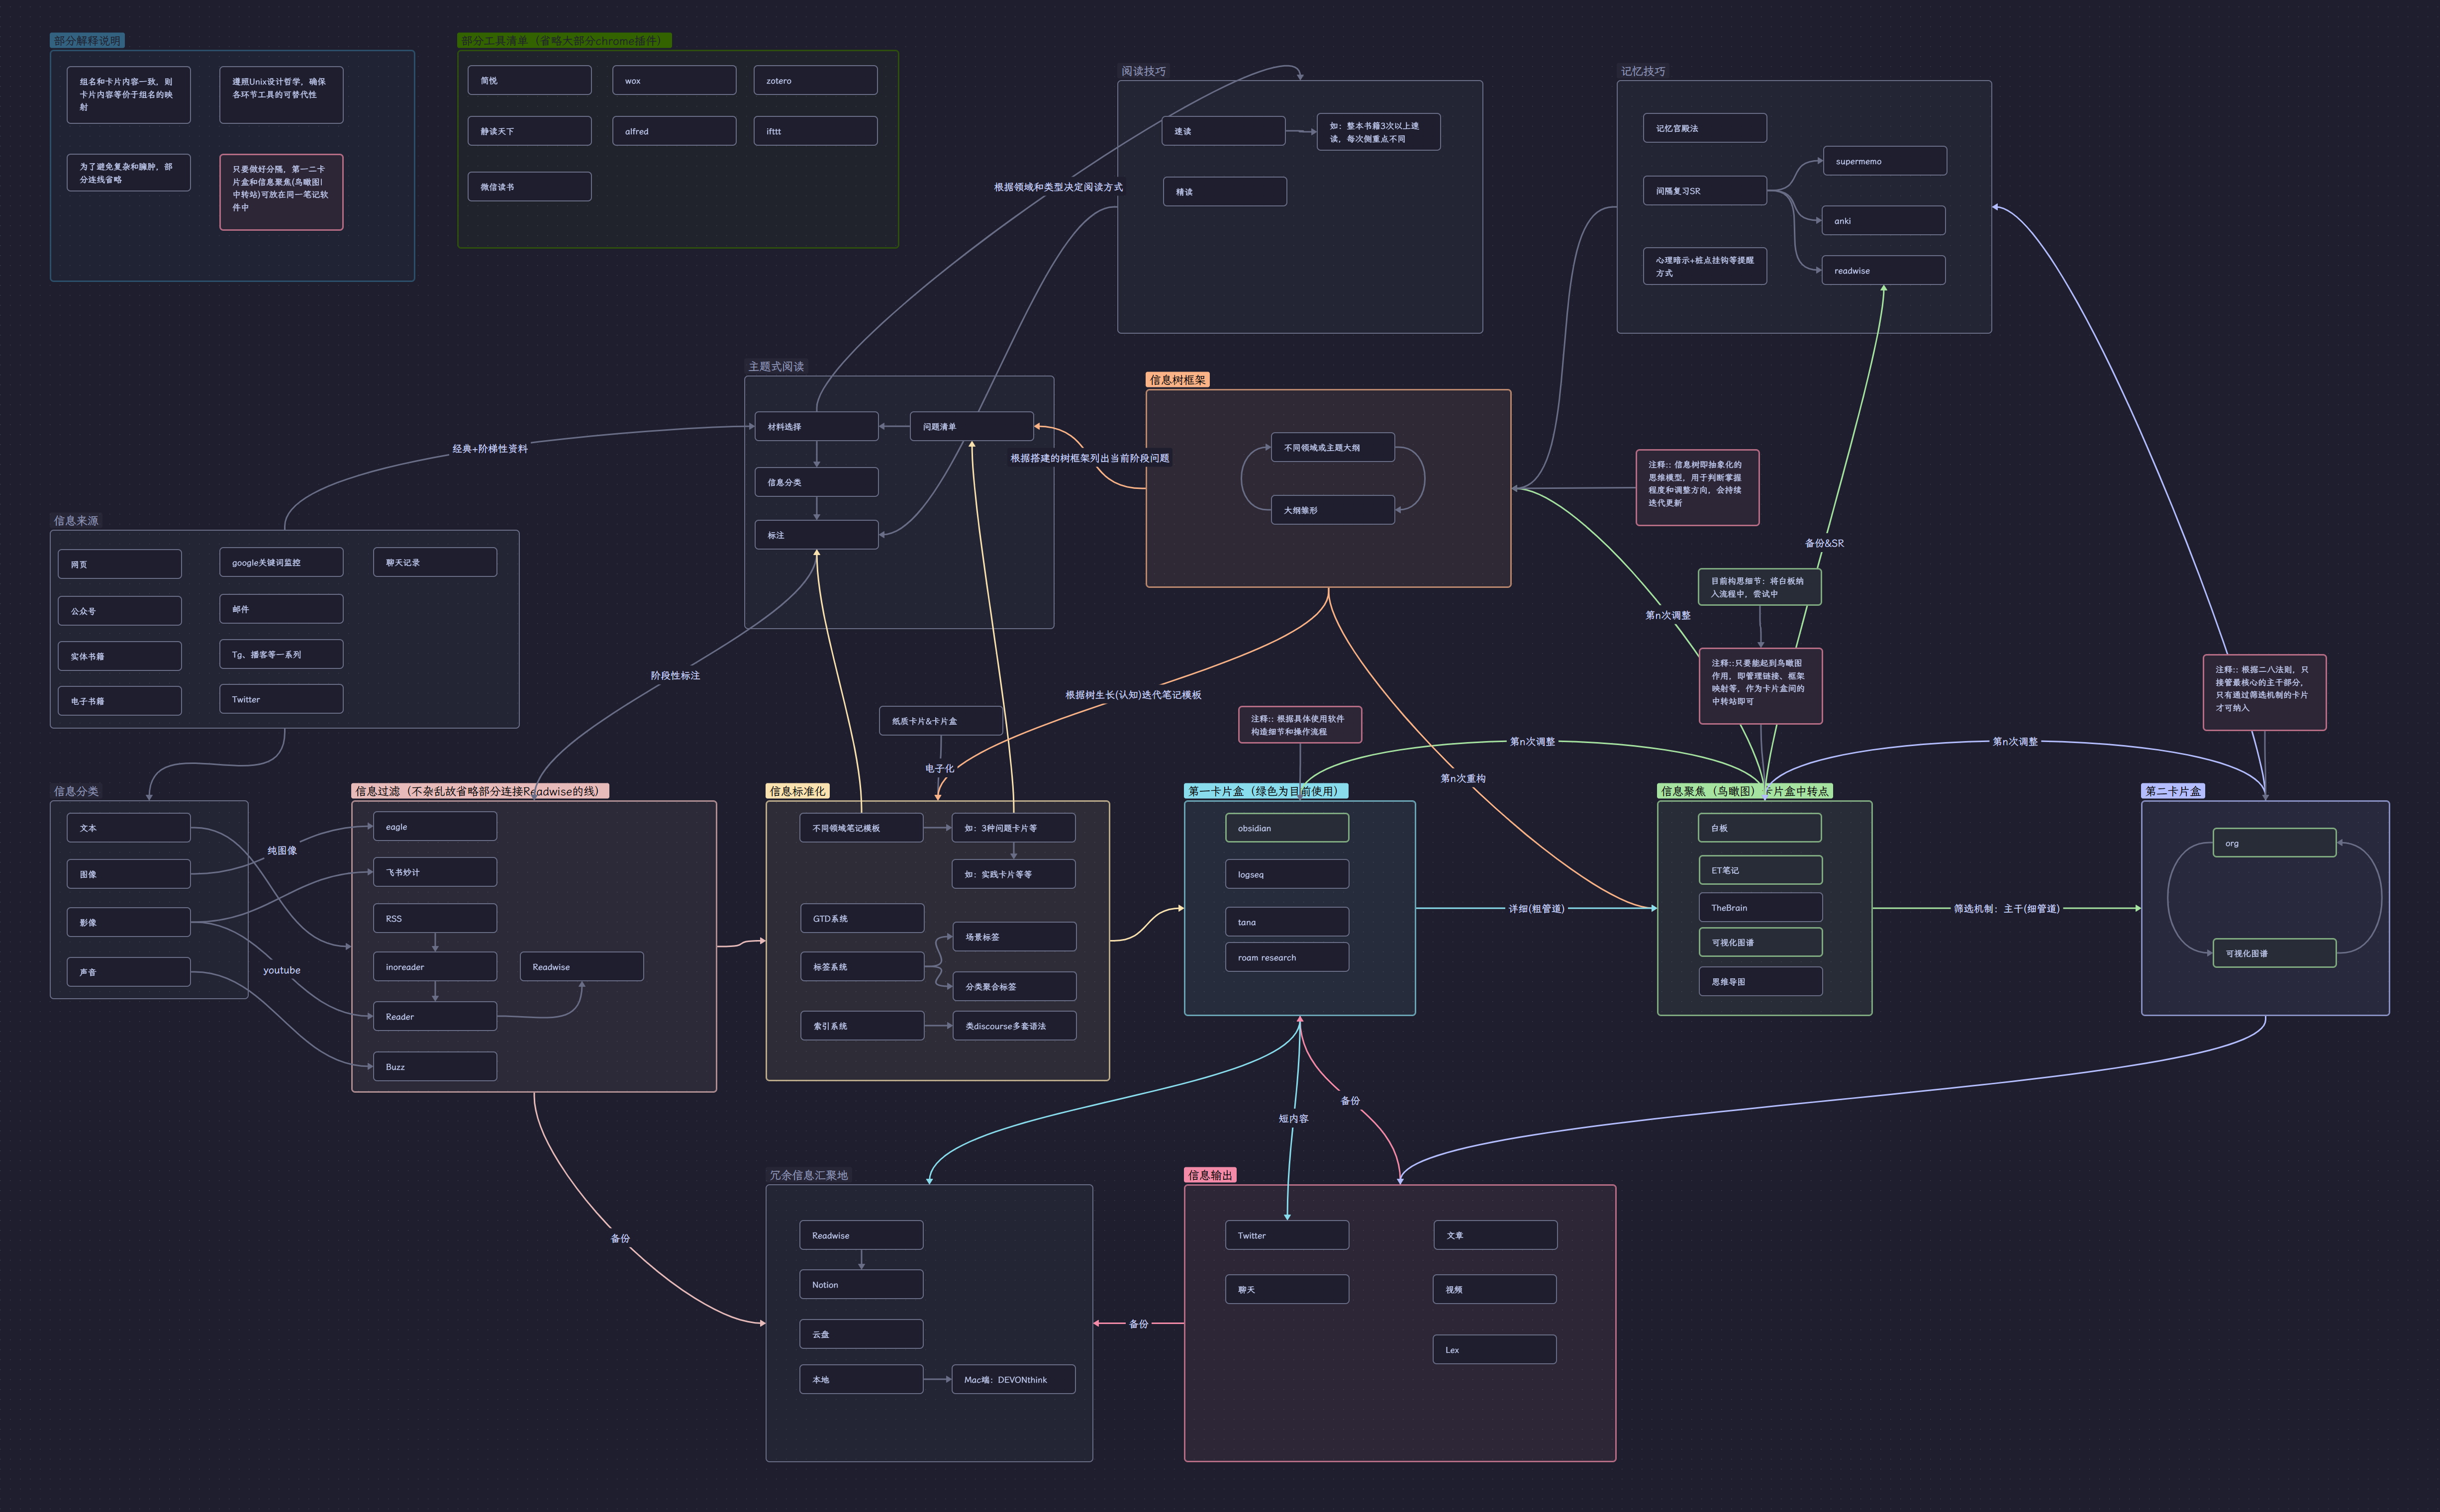 部分解释说明
组名和卡片内容一致，则
卡片内容等价于组名的映
射
遵照Unix设计哲学，确保
各环节工具的可替代性
为了避免复杂和臃肿，部
分连线省略
只要做好分隔，第一二卡
片盒和信息聚焦(鸟瞰图|
中转站)可放在同一笔记软
件中
部分工具清单（省略大部分chrome插件）
简悦
wox
zotero
静读天下
alfred
ifttt
微信读书
阅读技巧
速读
如：整本书籍3次以上速
读，每次侧重点不同
精读
根据领域和类型决定阅读方式
记忆技巧
记忆宫殿法
间隔复习SR
supermemo
anki
readwise
心理暗示+桩点挂钩等提醒
方式
主题式阅读
材料选择
问题清单
信息分类
标注
经典+阶梯性资料
根据搭建的树框架列出当前阶段问题
信息树框架
不同领域或主题大纲
大纲雏形
注释:: 信息树即抽象化的
思维模型，用于判断掌握
程度和调整方向，会持续
迭代更新
备份&SR
目前构思细节：将白板纳
入流程中，尝试中
第n次调整
注释::只要能起到鸟瞰图
作用，即管理链接、框架
映射等，作为卡片盒间的
中转站即可
注释:: 根据二八法则，只
接管最核心的主干部分，
只有通过筛选机制的卡片
才可纳入
信息来源
网页
google关键词监控
聊天记录
公众号
邮件
实体书籍
Tg、播客等一系列
电子书籍
Twitter
阶段性标注
根据树生长(认知)迭代笔记模板
纸质卡片&卡片盒
电子化
注释:: 根据具体使用软件
构造细节和操作流程
第n次调整
第n次调整
第n次重构
信息分类
文本
图像
影像
声音
纯图像
youtube
信息过滤（不杂乱故省略部分连接Readwise的线）
eagle
飞书妙计
RSS
inoreader
Readwise
Reader
Buzz
信息标准化
不同领域笔记模板
如：3种问题卡片等
如：实践卡片等等
GTD系统
标签系统
场景标签
分类聚合标签
索引系统
类discourse多套语法
第一卡片盒（绿色为目前使用）
obsidian
logseq
tana
roam research
详细(粗管道)
信息聚焦（鸟瞰图）卡片盒中转点
白板
ET笔记
TheBrain
可视化图谱
思维导图
筛选机制：主干(细管道)
第二卡片盒
org
可视化图谱
备份
短内容
备份
冗余信息汇聚地
Readwise
Notion
云盘
本地
Mac端：DEVONthink
备份
信息输出
Twitter
文章
聊天
视频
Lex